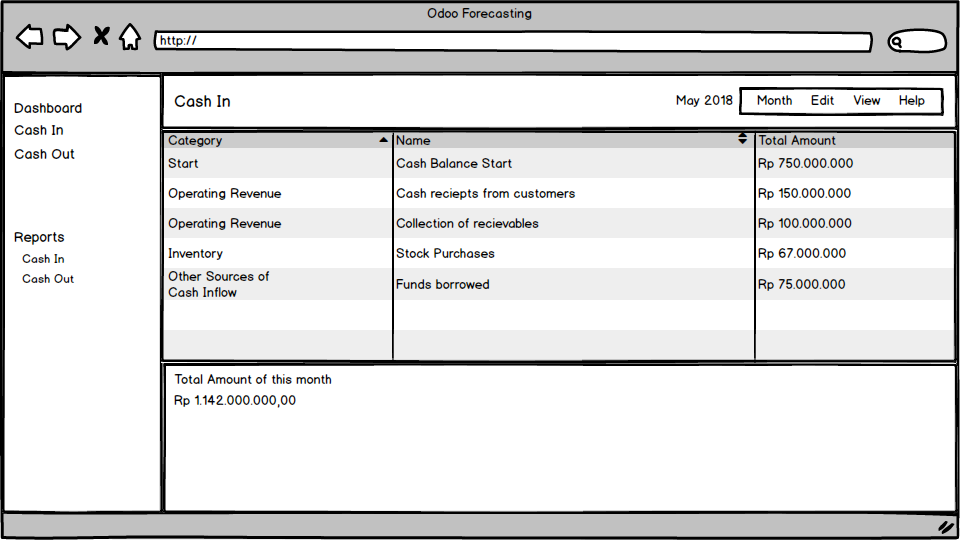 Odoo Forecasting
http://
Dashboard
Cash In
Cash Out
Reports
Cash In
Cash Out
Cash In
May 2018 Month Edit View Help
Category Name Total Amount
Start Cash Balance Start Rp 750.000.000
Operating Revenue Cash reciepts from customers Rp 150.000.000
Operating Revenue Collection of recievables Rp 100.000.000
Inventory Stock Purchases Rp 67.000.000
Other Sources of
Cash Inflow Funds borrowed Rp 75.000.000
Total Amount of this month
Rp 1.142.000.000,00